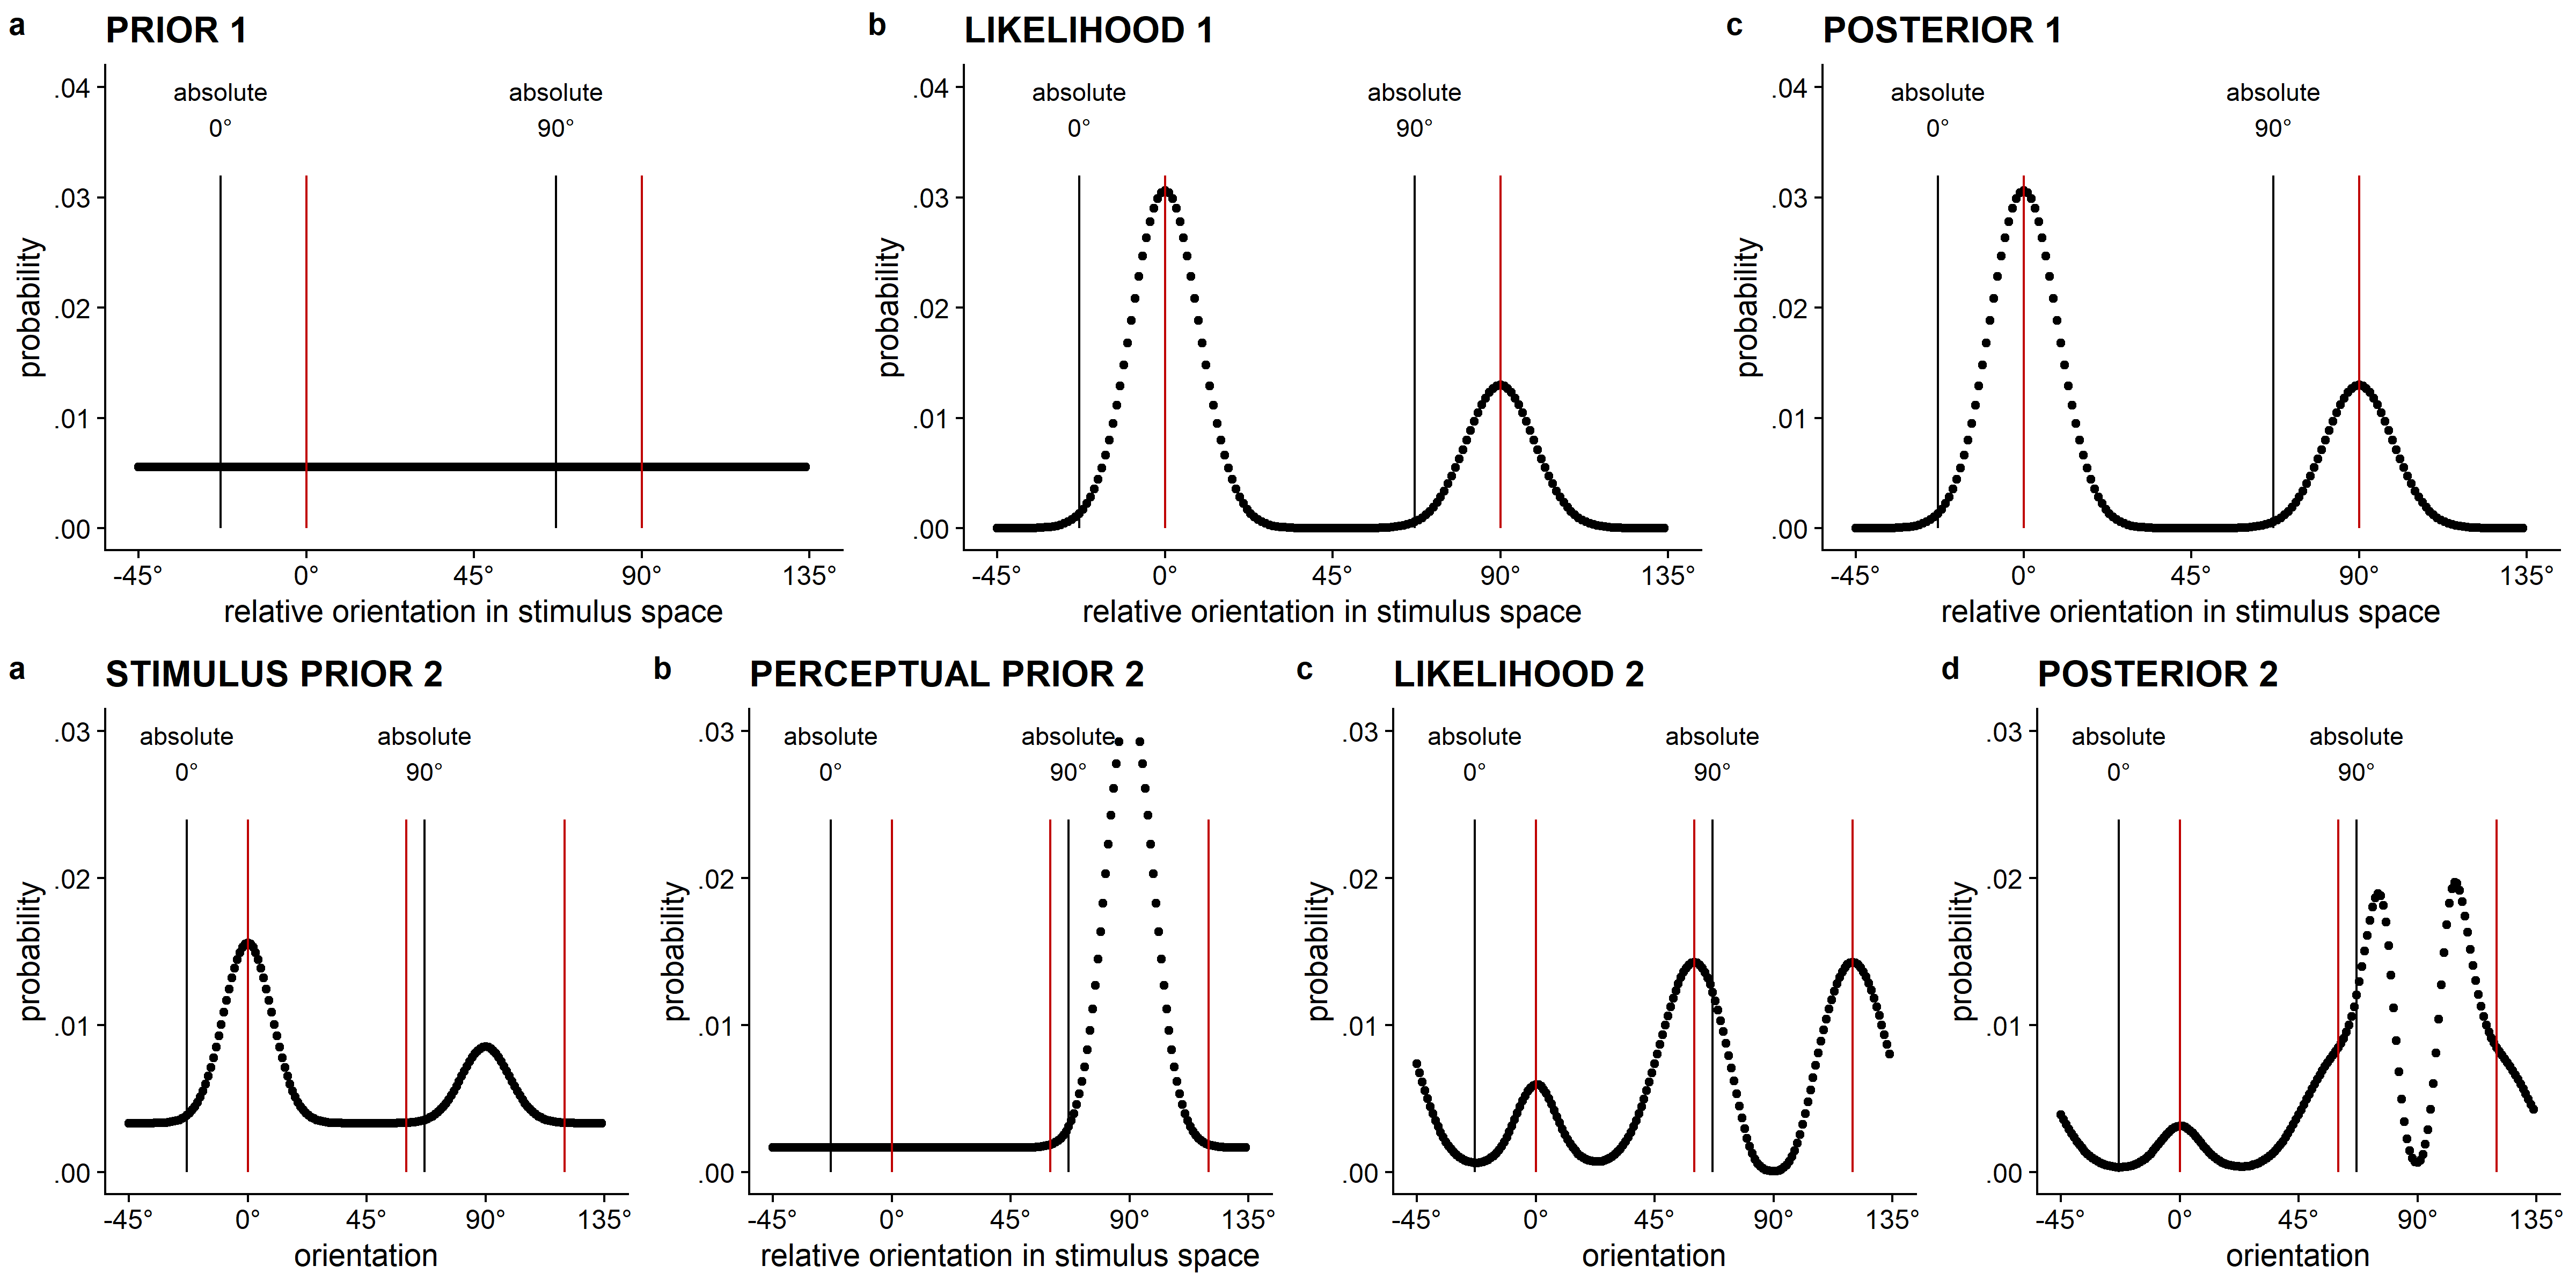 a PRIOR 1
.04
.03
.02
.01
.00
probability
absolute
0°
absolute
90°
-45° 0° 45° 90° 135°
relative orientation in stimulus space
b LIKELIHOOD 1
.04
.03
.02
.01
.00
probability
absolute
0°
absolute
90°
-45° 0° 45° 90° 135°
relative orientation in stimulus space
c POSTERIOR 1
.04
.03
.02
.01
.00
probability
absolute
0°
absolute
90°
-45° 0° 45° 90° 135°
relative orientation in stimulus space
a STIMULUS PRIOR 2
.03
.02
.01
.00
probability
absolute
0°
absolute
90°
-45° 0° 45° 90° 135°
orientation
b PERCEPTUAL PRIOR 2
.03
.02
.01
.00
probability
absolute
0°
absolute
90°
-45° 0° 45° 90° 135°
relative orientation in stimulus space
c LIKELIHOOD 2
.03
.02
.01
.00
probability
absolute
0°
absolute
90°
-45° 0° 45° 90° 135°
orientation
d POSTERIOR 2
.03
.02
.01
.00
probability
absolute
0°
absolute
90°
-45° 0° 45° 90° 135°
orientation